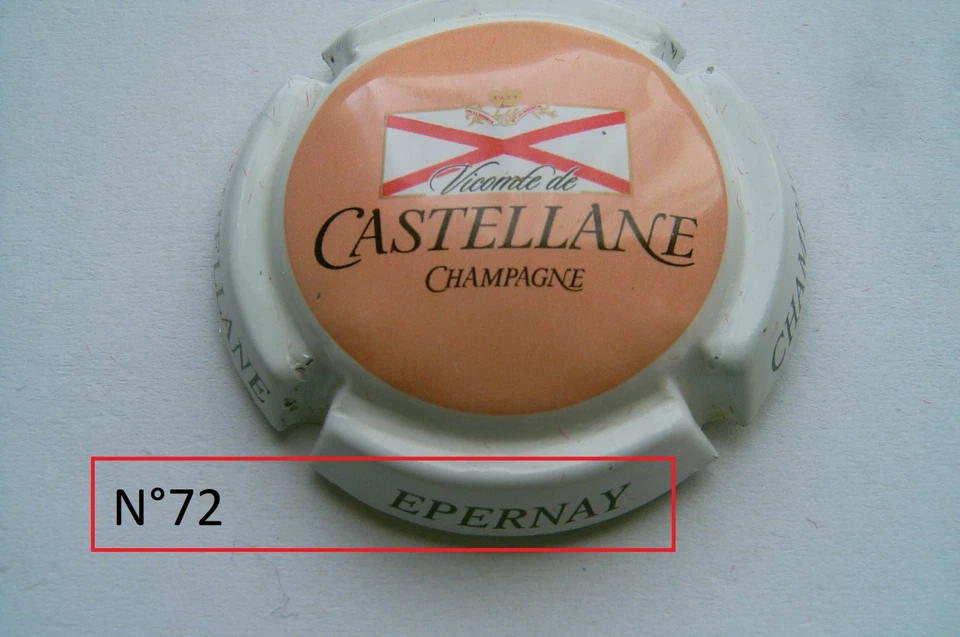 Vicomte de
CASTELLANE
CHAMPAGNE
N°72
EPERNAY